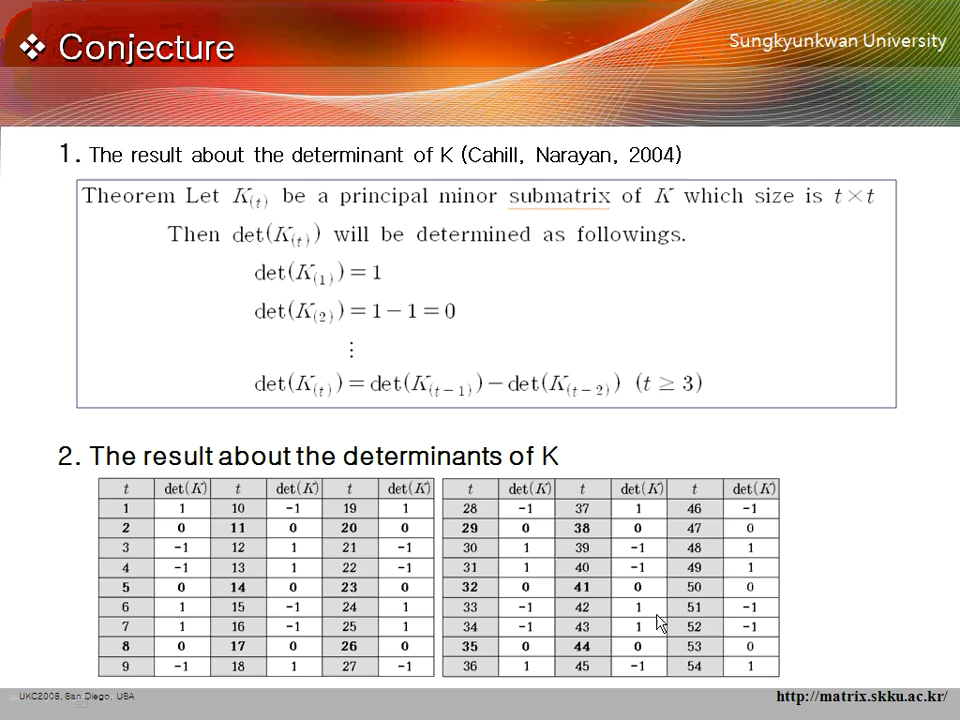 ❖ Conjecture
Sungkyunkwan University
1. The result about the determinant of K (Cahill, Narayan, 2004)
Theorem Let K(t) be a principal minor submatrix of K which size is t×t
Then det(K(t)) will be determined as followings.
det(K(1)) = 1
det(K(2)) = 1 − 1 = 0
⋮
det(K(t)) = det(K(t − 1)) − det(K(t − 2)) (t ≥ 3)
2. The result about the determinants of K
t det(K) t det(K) t det(K) t det(K) t det(K) t det(K)
1 1 10 -1 19 1 28 -1 37 1 46 -1
2 0 11 0 20 0 29 0 38 0 47 0
3 -1 12 1 21 -1 30 1 39 -1 48 1
4 -1 13 1 22 -1 31 1 40 -1 49 1
5 0 14 0 23 0 32 0 41 0 50 0
6 1 15 -1 24 1 33 -1 42 1 51 -1
7 1 16 -1 25 1 34 -1 43 1 52 -1
8 0 17 0 26 0 35 0 44 0 53 0
9 -1 18 1 27 -1 36 1 45 -1 54 1
UKC2008, San Diego, USA
http://matrix.skku.ac.kr/